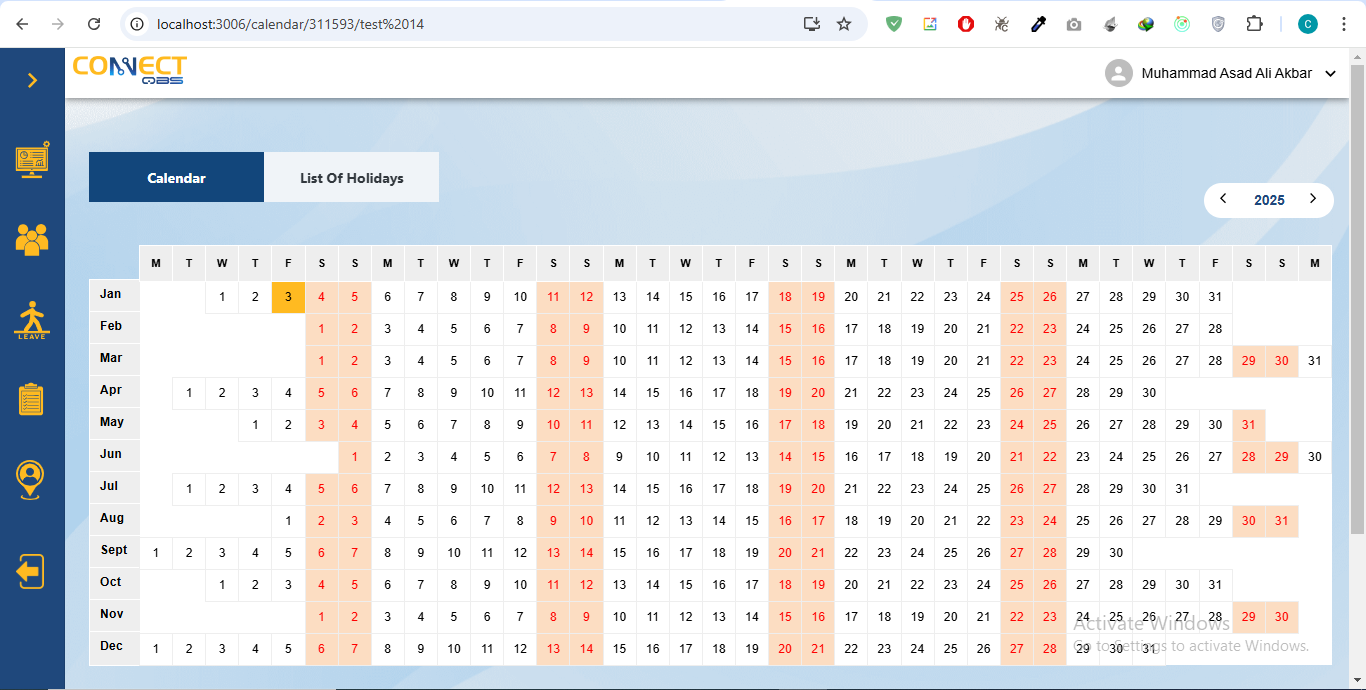 localhost:3006/calendar/311593/test%2014
C
CONNECT
QBS
Muhammad Asad Ali Akbar
Calendar List Of Holidays
2025
LEAVE
M T W T F S S M T W T F S S M T W T F S S M T W T F S S M T W T F S S M
Jan 1 2 3 4 5 6 7 8 9 10 11 12 13 14 15 16 17 18 19 20 21 22 23 24 25 26 27 28 29 30 31
Feb 1 2 3 4 5 6 7 8 9 10 11 12 13 14 15 16 17 18 19 20 21 22 23 24 25 26 27 28
Mar 1 2 3 4 5 6 7 8 9 10 11 12 13 14 15 16 17 18 19 20 21 22 23 24 25 26 27 28 29 30 31
Apr 1 2 3 4 5 6 7 8 9 10 11 12 13 14 15 16 17 18 19 20 21 22 23 24 25 26 27 28 29 30
May 1 2 3 4 5 6 7 8 9 10 11 12 13 14 15 16 17 18 19 20 21 22 23 24 25 26 27 28 29 30 31
Jun 1 2 3 4 5 6 7 8 9 10 11 12 13 14 15 16 17 18 19 20 21 22 23 24 25 26 27 28 29 30
Jul 1 2 3 4 5 6 7 8 9 10 11 12 13 14 15 16 17 18 19 20 21 22 23 24 25 26 27 28 29 30 31
Aug 1 2 3 4 5 6 7 8 9 10 11 12 13 14 15 16 17 18 19 20 21 22 23 24 25 26 27 28 29 30 31
Sept 1 2 3 4 5 6 7 8 9 10 11 12 13 14 15 16 17 18 19 20 21 22 23 24 25 26 27 28 29 30
Oct 1 2 3 4 5 6 7 8 9 10 11 12 13 14 15 16 17 18 19 20 21 22 23 24 25 26 27 28 29 30 31
Nov 1 2 3 4 5 6 7 8 9 10 11 12 13 14 15 16 17 18 19 20 21 22 23 24 25 26 27 28 29 30
Dec 1 2 3 4 5 6 7 8 9 10 11 12 13 14 15 16 17 18 19 20 21 22 23 24 25 26 27 28 29 30 31
Activate Windows
Go to Settings to activate Windows.